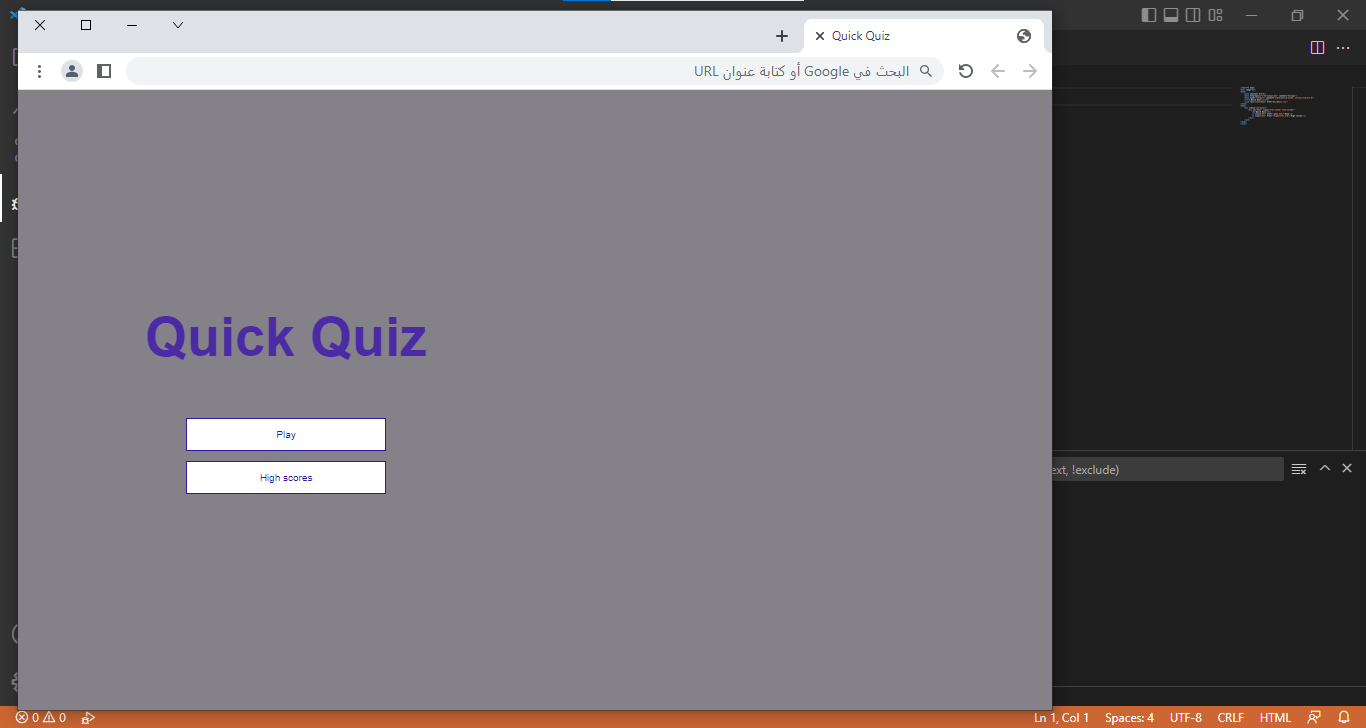 Quick Quiz
البحث في Google أو كتابة عنوان URL
Quick Quiz
Play
High scores
ext, !exclude)
0 0
Ln 1, Col 1 Spaces: 4 UTF-8 CRLF HTML